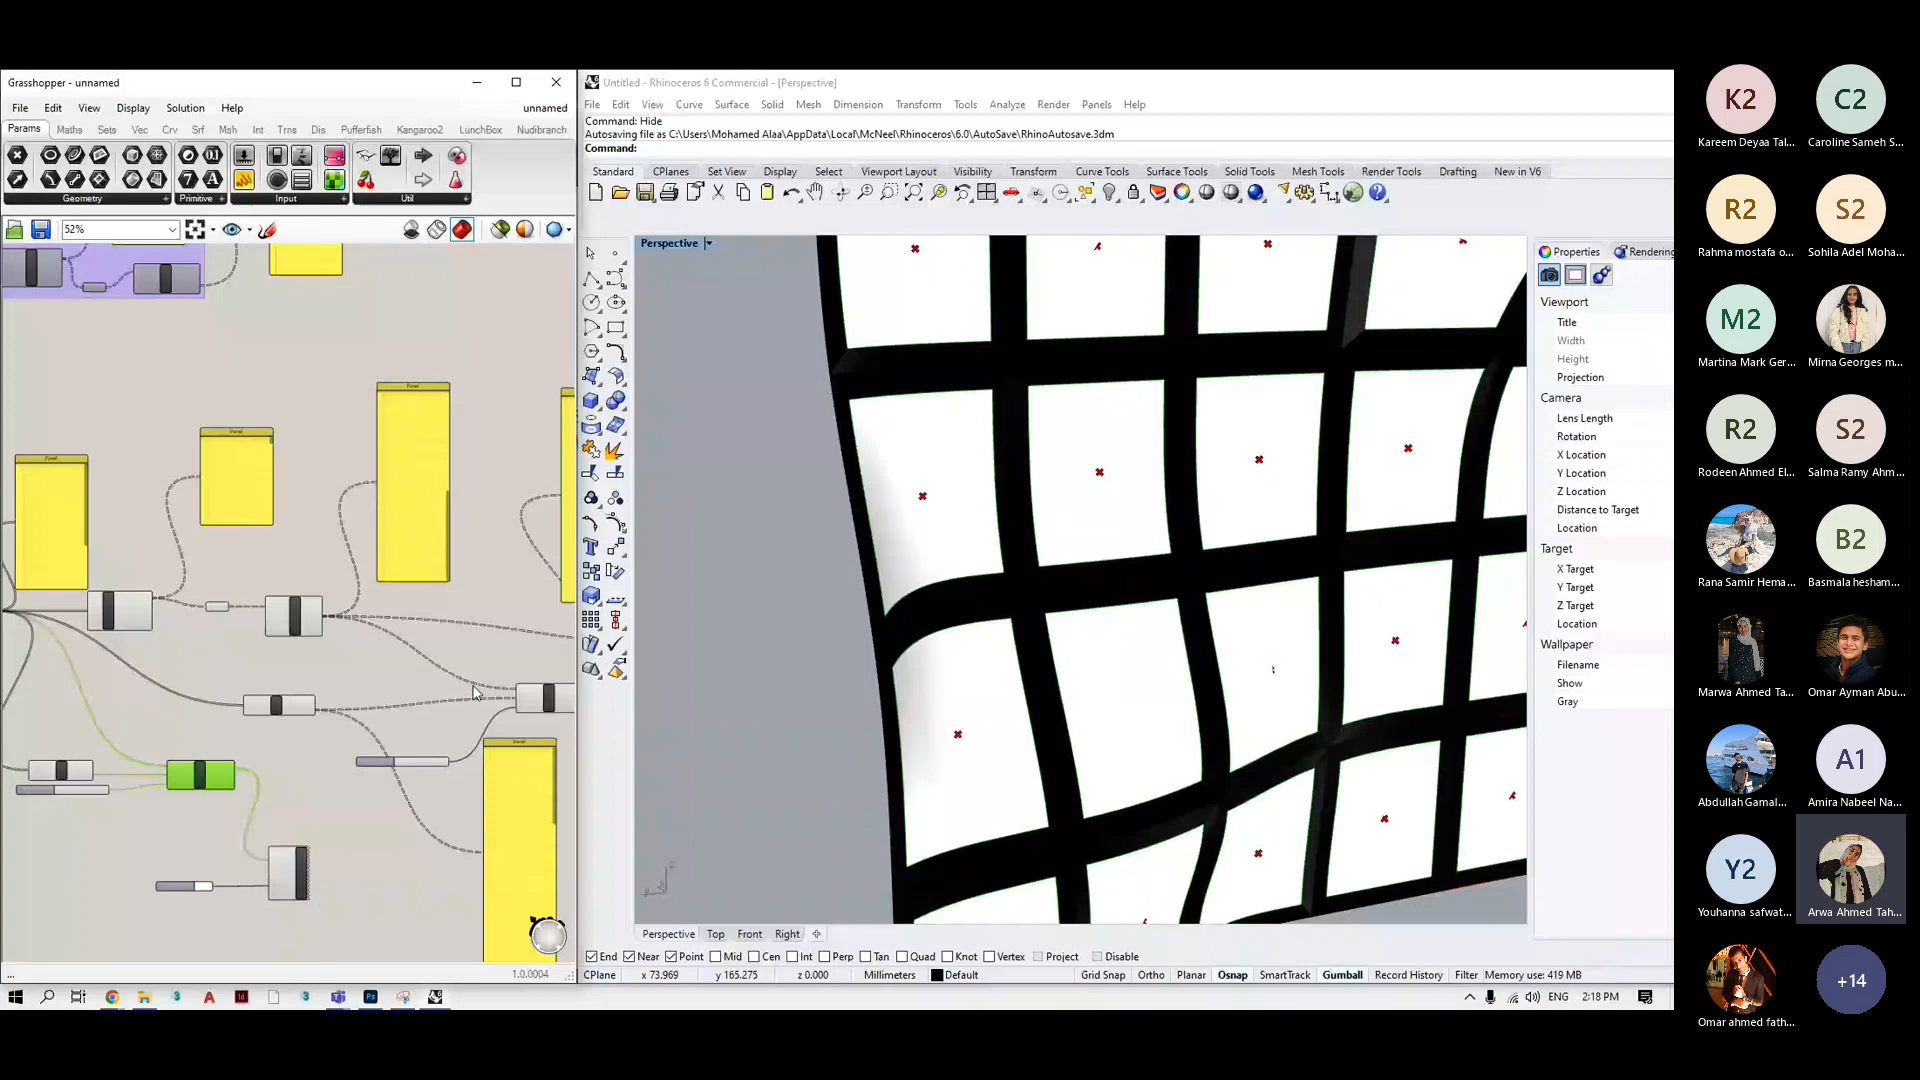 Grasshopper - unnamed
File Edit View Display Solution Help unnamed
Params Maths Sets Vec Crv Srf Msh Int Trns Dis Pufferfish Kangaroo2 LunchBox Nudibranch
Geometry Primitive Input Util
52%
Panel
Panel
Panel
Panel
...
1.0.0004
Untitled - Rhinoceros 6 Commercial - [Perspective]
File Edit View Curve Surface Solid Mesh Dimension Transform Tools Analyze Render Panels Help
Command: Hide
Autosaving file as C:\Users\Mohamed Alaa\AppData\Local\McNeel\Rhinoceros\6.0\AutoSave\RhinoAutosave.3dm
Command:
Standard CPlanes Set View Display Select Viewport Layout Visibility Transform Curve Tools Surface Tools Solid Tools Mesh Tools Render Tools Drafting New in V6
Perspective
Properties Rendering
Viewport
Title
Width
Height
Projection
Camera
Lens Length
Rotation
X Location
Y Location
Z Location
Distance to Target
Location
Target
X Target
Y Target
Z Target
Location
Wallpaper
Filename
Show
Gray
Perspective Top Front Right
End Near Point Mid Cen Int Perp Tan Quad Knot Vertex Project Disable
CPlane x 73.969 y 165.275 z 0.000 Millimeters Default Grid Snap Ortho Planar Osnap SmartTrack Gumball Record History Filter Memory use: 419 MB
ENG 2:18 PM
K2 C2
Kareem Deyaa Tal... Caroline Sameh S...
R2 S2
Rahma mostafa o... Sohila Adel Moha...
M2
Martina Mark Ger... Mirna Georges m...
R2 S2
Rodeen Ahmed El... Salma Ramy Ahm...
B2
Rana Samir Hema... Basmala hesham...
Marwa Ahmed Ta... Omar Ayman Abu...
A1
Abdullah Gamal... Amira Nabeel Na...
Y2
Youhanna safwat... Arwa Ahmed Tah...
+14
Omar ahmed fath...